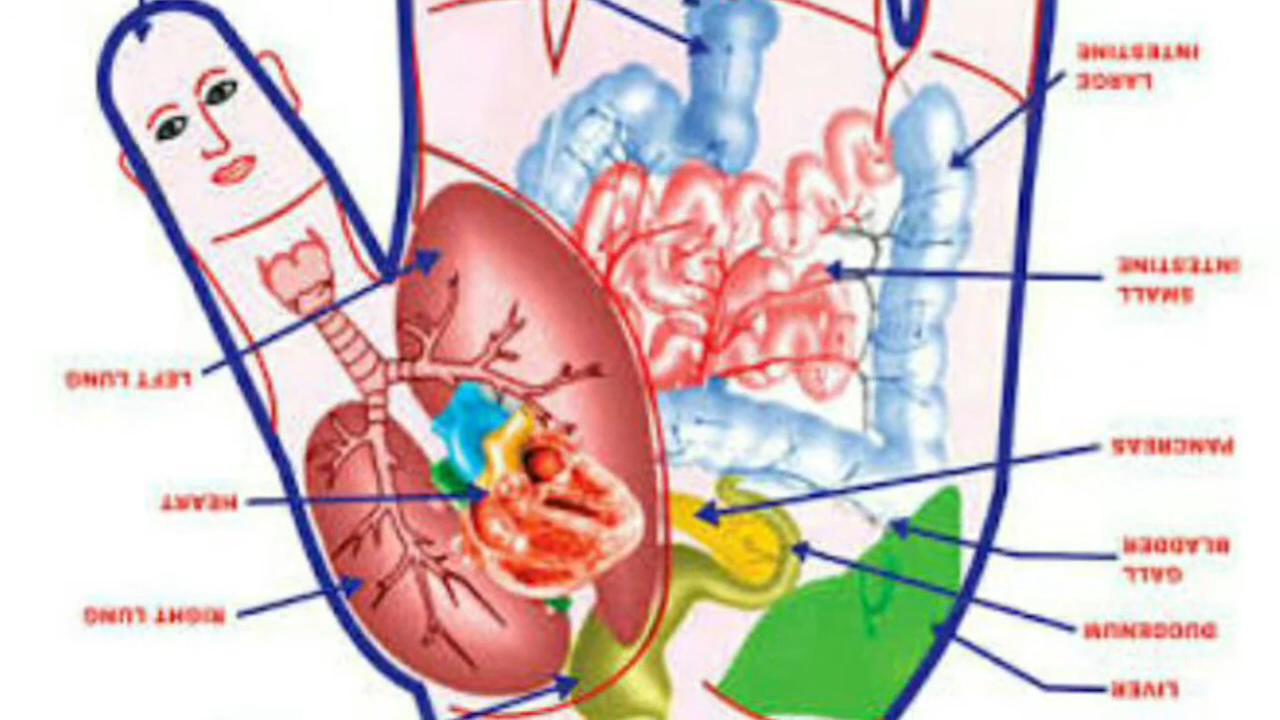 LIVER
DUODENUM
GALL
BLADDER
PANCREAS
SMALL
INTESTINE
LARGE
INTESTINE
RIGHT LUNG
HEART
LEFT LUNG